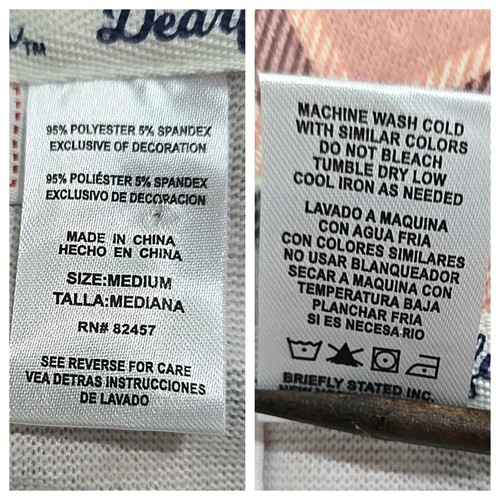 TM
95% POLYESTER 5% SPANDEX
EXCLUSIVE OF DECORATION
95% POLIÉSTER 5% SPANDEX
EXCLUSIVO DE DECORACION
MADE IN CHINA
HECHO EN CHINA
SIZE:MEDIUM
TALLA:MEDIANA
RN# 82457
SEE REVERSE FOR CARE
VEA DETRAS INSTRUCCIONES
DE LAVADO
MACHINE WASH COLD
WITH SIMILAR COLORS
DO NOT BLEACH
TUMBLE DRY LOW
COOL IRON AS NEEDED
LAVADO A MAQUINA
CON AGUA FRIA
CON COLORES SIMILARES
NO USAR BLANQUEADOR
SECAR A MAQUINA CON
TEMPERATURA BAJA
PLANCHAR FRIA
SI ES NECESARIO
BRIEFLY STATED INC.